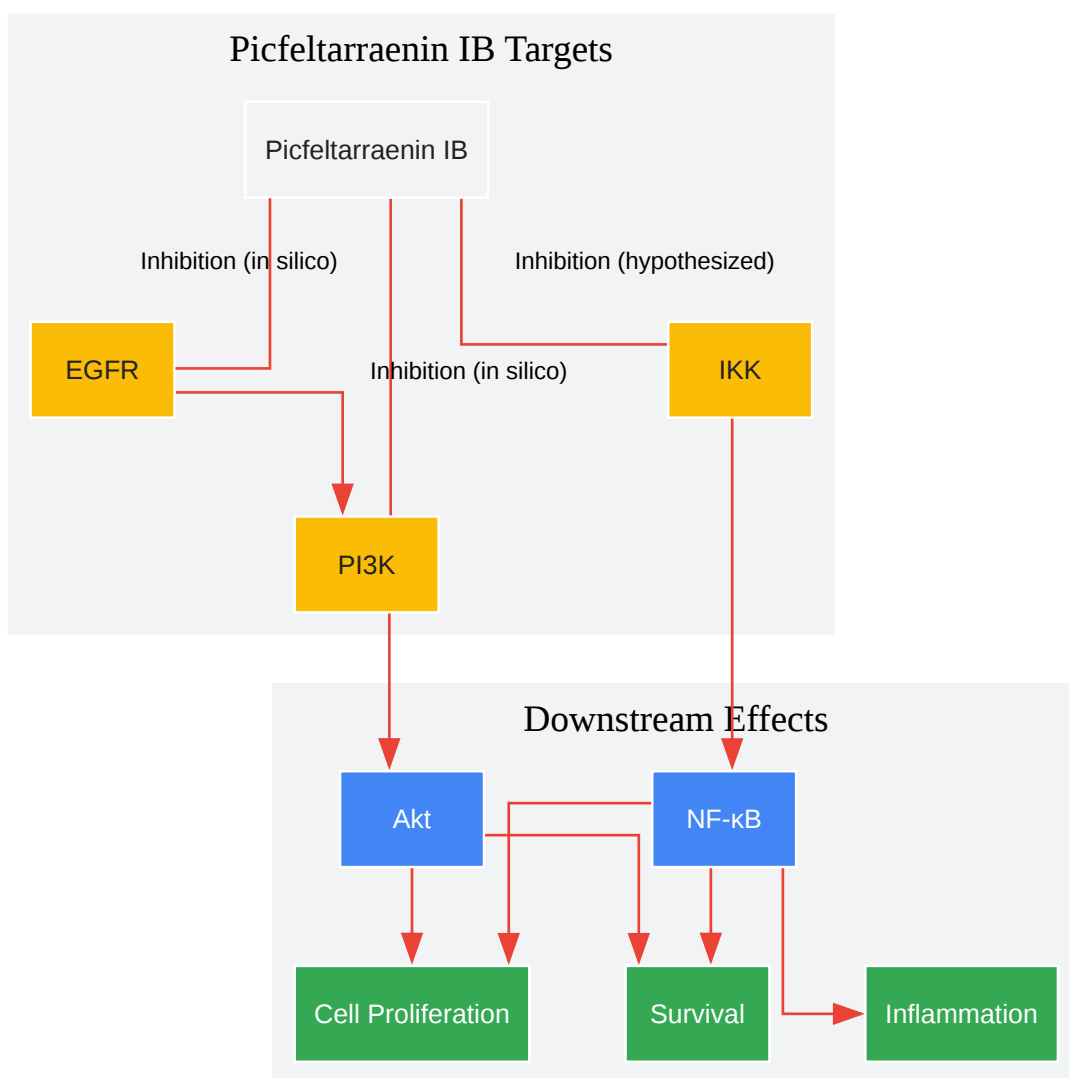 Picfeltarraenin IB Targets
Picfeltarraenin IB
Inhibition (in silico)
Inhibition (hypothesized)
EGFR
Inhibition (in silico)
IKK
PI3K
Downstream Effects
Akt
NF-κB
Cell Proliferation
Survival
Inflammation